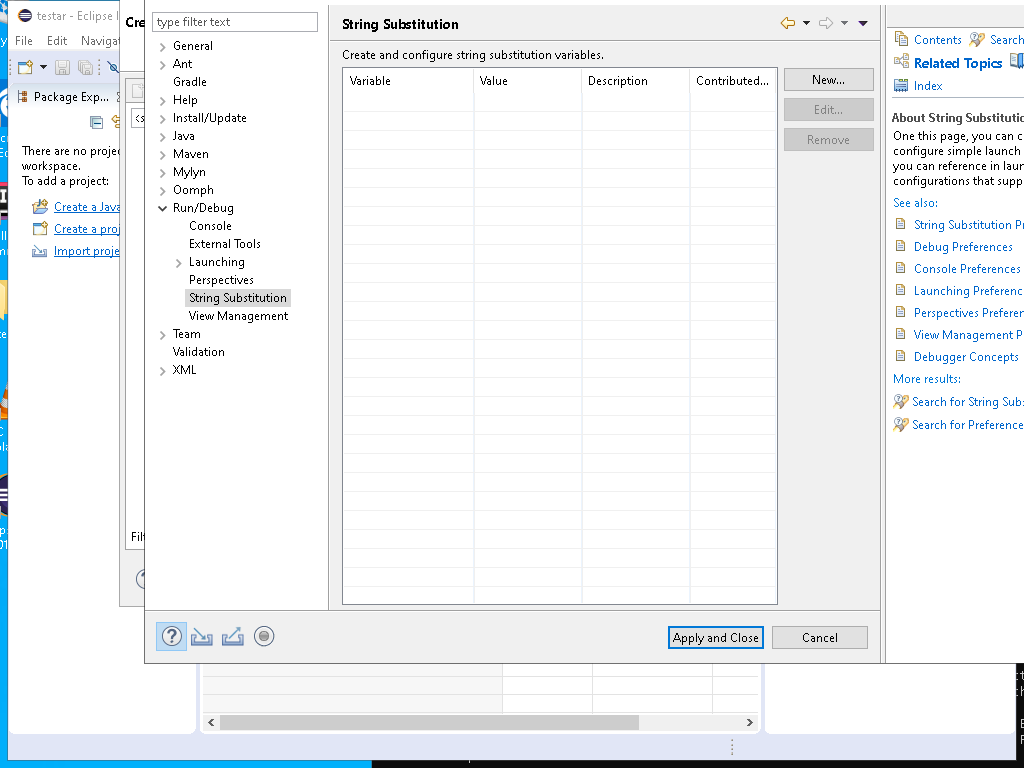 testar - Eclipse I
File Edit Navigat
Package Exp...
There are no proje
workspace.
To add a project:
Create a Java
Create a proj
Import proje
Cre
type filter text
General
Ant
Gradle
Help
Install/Update
Java
Maven
Mylyn
Oomph
Run/Debug
Console
External Tools
Launching
Perspectives
String Substitution
View Management
Team
Validation
XML
String Substitution
Create and configure string substitution variables.
Variable Value Description Contributed...
New...
Edit...
Remove
Apply and Close Cancel
Contents Search
Related Topics
Index
About String Substitutio
One this page, you can c
configure simple launch
you can reference in laun
configurations that supp
See also:
String Substitution Pr
Debug Preferences
Console Preferences
Launching Preferenc
Perspectives Preferen
View Management P
Debugger Concepts
More results:
Search for String Subs
Search for Preference